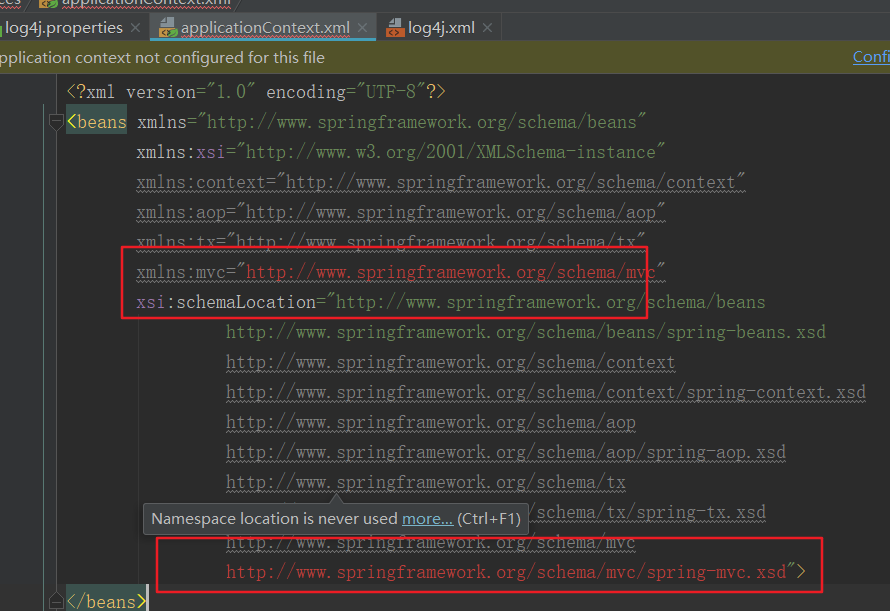 applicationContext.xml
log4j.properties × applicationContext.xml × log4j.xml ×
pplication context not configured for this file Confi
<?xml version="1.0" encoding="UTF-8"?>
<beans xmlns="http://www.springframework.org/schema/beans"
xmlns:xsi="http://www.w3.org/2001/XMLSchema-instance"
xmlns:context="http://www.springframework.org/schema/context"
xmlns:aop="http://www.springframework.org/schema/aop"
xmlns:tx="http://www.springframework.org/schema/tx"
xmlns:mvc="http://www.springframework.org/schema/mvc"
xsi:schemaLocation="http://www.springframework.org/schema/beans
http://www.springframework.org/schema/beans/spring-beans.xsd
http://www.springframework.org/schema/context
http://www.springframework.org/schema/context/spring-context.xsd
http://www.springframework.org/schema/aop
http://www.springframework.org/schema/aop/spring-aop.xsd
http://www.springframework.org/schema/tx
Namespace location is never used more... (Ctrl+F1) /schema/tx/spring-tx.xsd
http://www.springframework.org/schema/mvc
http://www.springframework.org/schema/mvc/spring-mvc.xsd">
</beans>